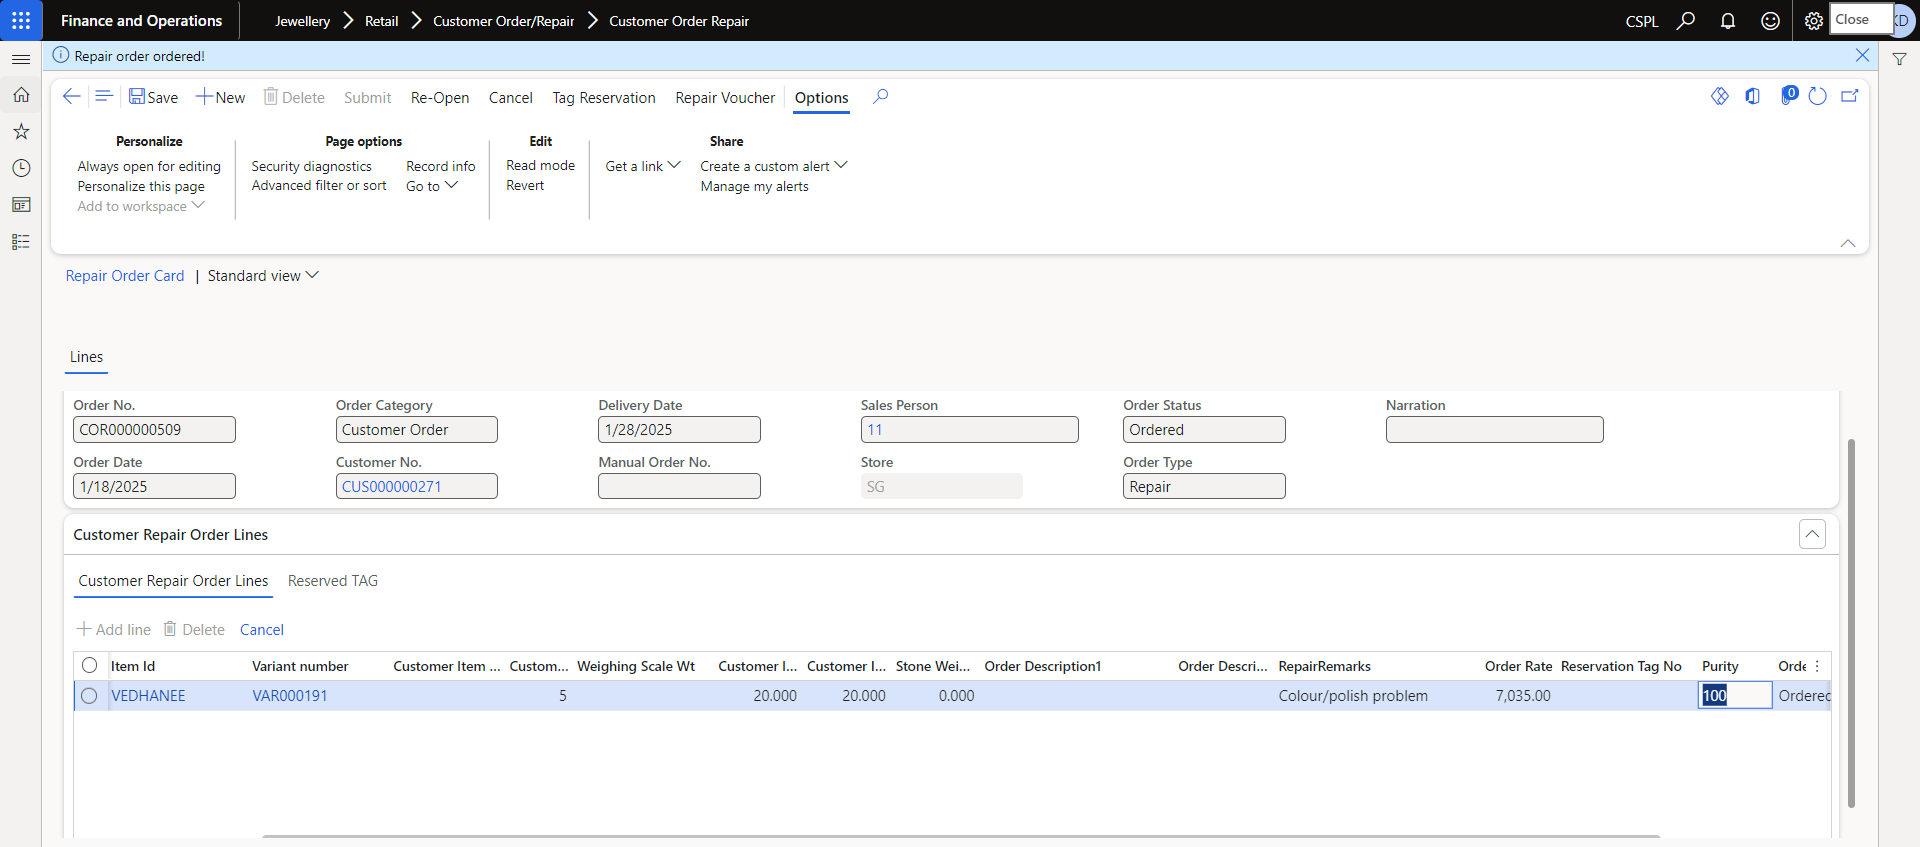 Finance and Operations
Jewellery > Retail > Customer Order/Repair > Customer Order Repair
CSPL
Close
Repair order ordered!
Save New Delete Submit Re-Open Cancel Tag Reservation Repair Voucher Options
0
Personalize
Always open for editing
Personalize this page
Add to workspace
Page options
Security diagnostics Record info
Advanced filter or sort Go to
Edit
Read mode
Revert
Share
Get a link Create a custom alert
Manage my alerts
Repair Order Card | Standard view
Lines
Order No. Order Category Delivery Date Sales Person Order Status Narration
COR000000509 Customer Order 1/28/2025 11 Ordered
Order Date Customer No. Manual Order No. Store Order Type
1/18/2025 CUS000000271 SG Repair
Customer Repair Order Lines
Customer Repair Order Lines Reserved TAG
Add line Delete Cancel
Item Id Variant number Customer Item ... Custom... Weighing Scale Wt Customer I... Customer I... Stone Wei... Order Description1 Order Descri... RepairRemarks Order Rate Reservation Tag No Purity Orde
VEDHANEE VAR000191 5 20.000 20.000 0.000 Colour/polish problem 7,035.00 100 Ordered